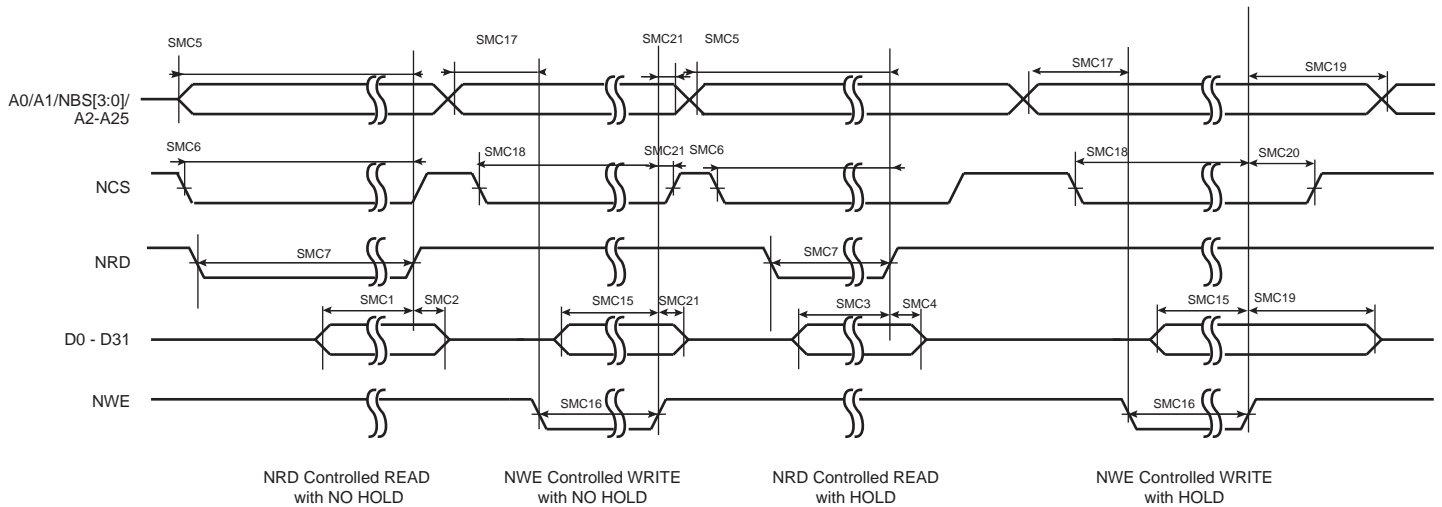 SMC5
SMC17
SMC21
SMC5
SMC17
SMC19
A0/A1/NBS[3:0]/
A2-A25
SMC6
SMC18
SMC21
SMC6
SMC18
SMC20
NCS
NRD
SMC7
SMC7
SMC1
SMC2
SMC15
SMC21
SMC3
SMC4
SMC15
SMC19
D0 - D31
NWE
SMC16
SMC16
NRD Controlled READ
with NO HOLD
NWE Controlled WRITE
with NO HOLD
NRD Controlled READ
with HOLD
NWE Controlled WRITE
with HOLD